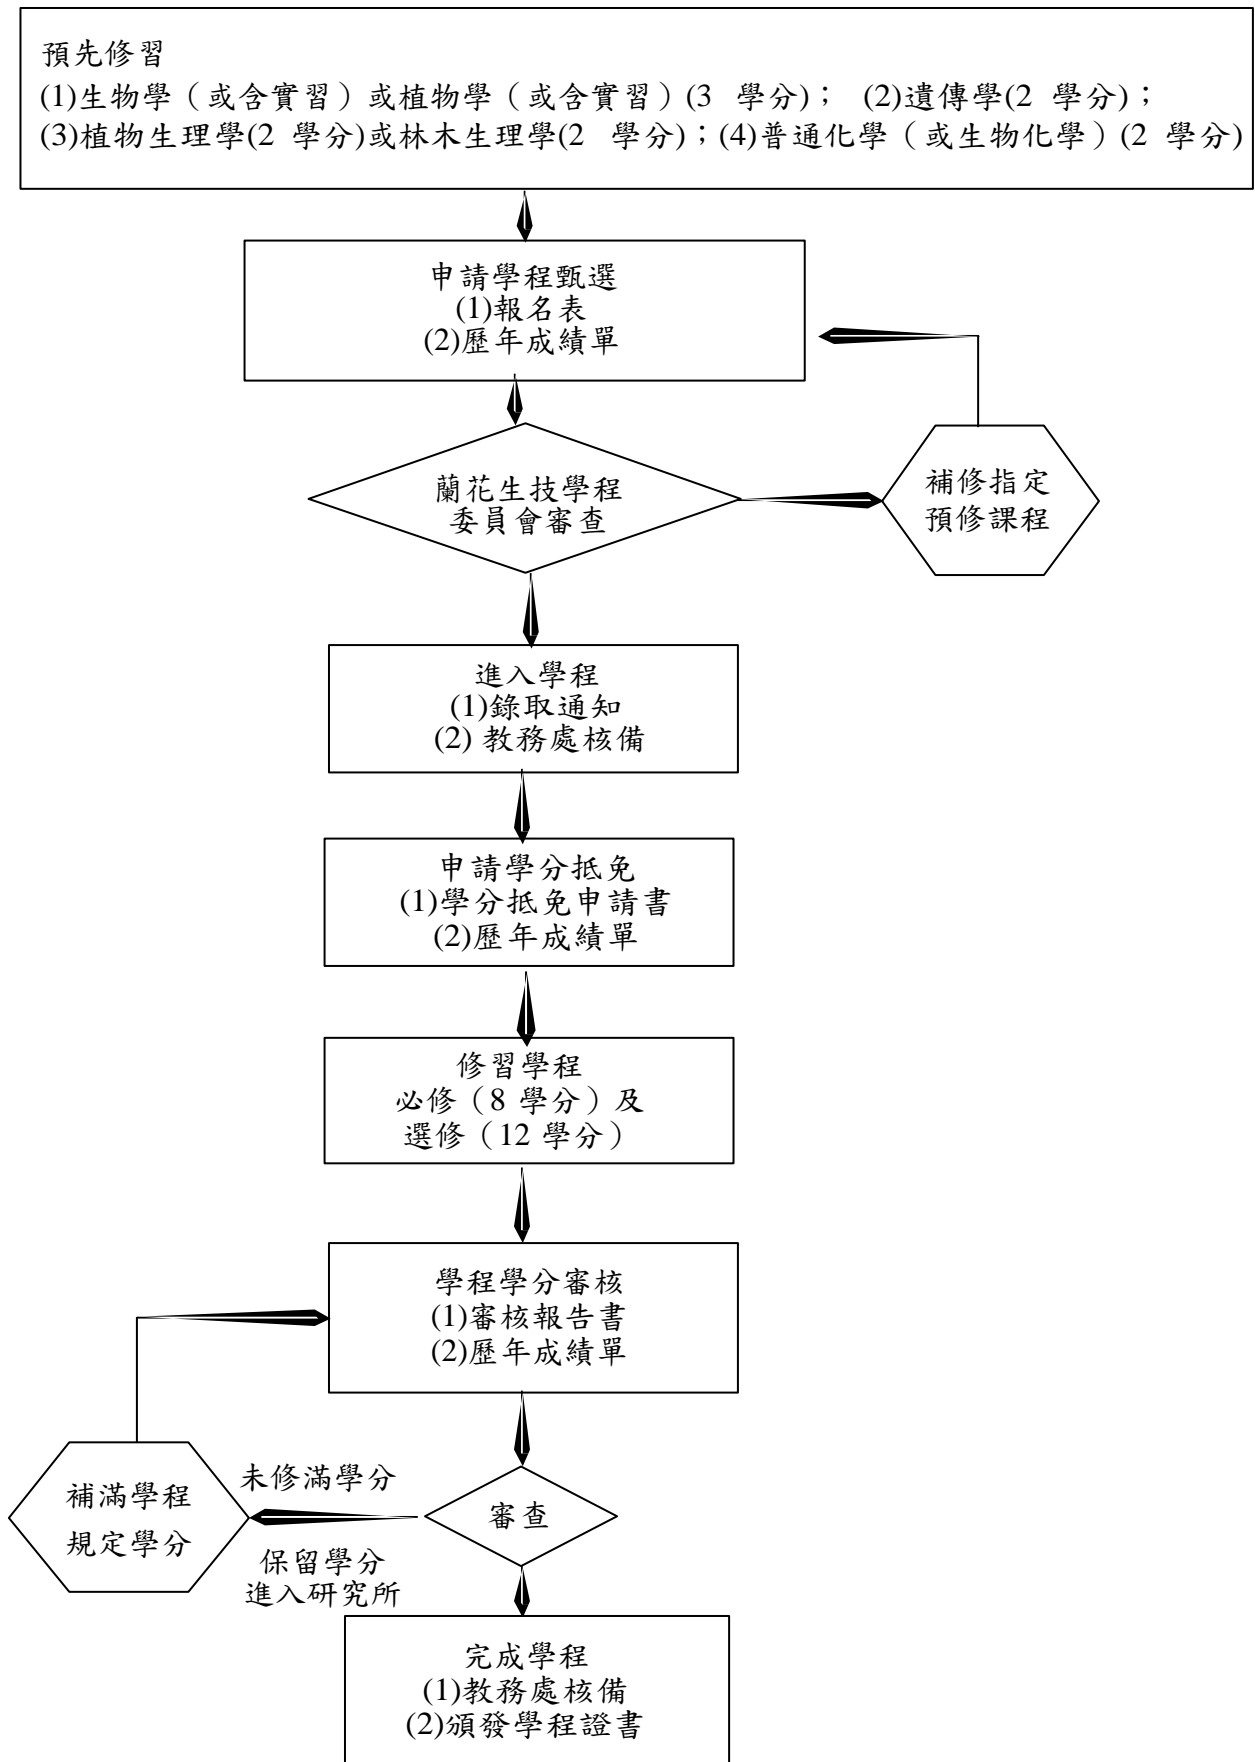 預先修習
(1)生物學（或含實習）或植物學（或含實習）(3 學分)； (2)遺傳學(2 學分)；
(3)植物生理學(2 學分)或林木生理學(2 學分)；(4)普通化學（或生物化學）(2 學分)
申請學程甄選
(1)報名表
(2)歷年成績單
蘭花生技學程
委員會審查
補修指定
預修課程
進入學程
(1)錄取通知
(2) 教務處核備
申請學分抵免
(1)學分抵免申請書
(2)歷年成績單
修習學程
必修（8 學分）及
選修（12 學分）
學程學分審核
(1)審核報告書
(2)歷年成績單
補滿學程
規定學分
未修滿學分
保留學分
進入研究所
審查
完成學程
(1)教務處核備
(2)頒發學程證書